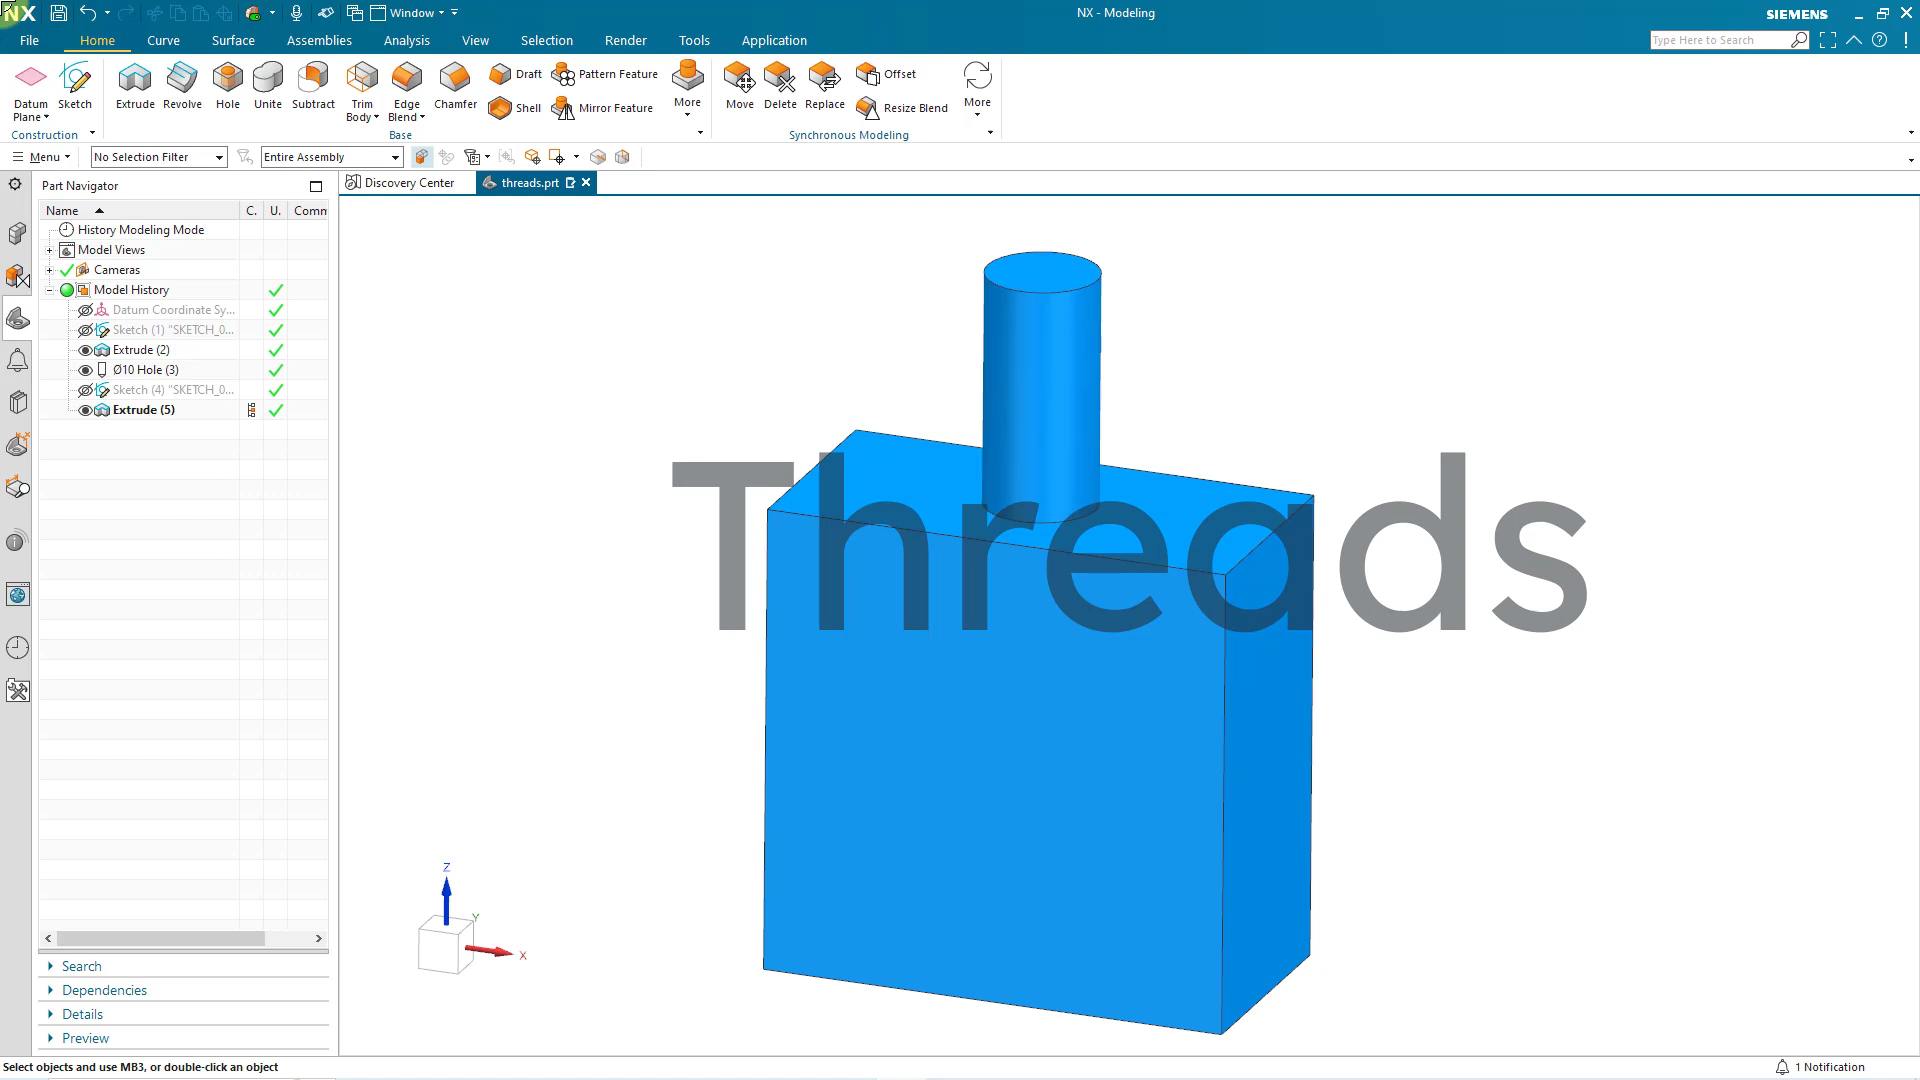 NX
Window
NX - Modeling
SIEMENS
File
Home
Curve
Surface
Assemblies
Analysis
View
Selection
Render
Tools
Application
Type Here to Search
Datum Plane
Sketch
Extrude
Revolve
Hole
Unite
Subtract
Trim Body
Edge Blend
Chamfer
Draft
Shell
Pattern Feature
Mirror Feature
More
Move
Delete
Replace
Offset
Resize Blend
More
Construction
Base
Synchronous Modeling
Menu
No Selection Filter
Entire Assembly
Part Navigator
Discovery Center
threads.prt
Name
C.
U.
Comm
History Modeling Mode
Model Views
Cameras
Model History
Datum Coordinate Sy...
Sketch (1) "SKETCH_0...
Extrude (2)
Ø10 Hole (3)
Sketch (4) "SKETCH_0...
Extrude (5)
Threads
Z
Y
X
Search
Dependencies
Details
Preview
Select objects and use MB3, or double-click an object
1 Notification